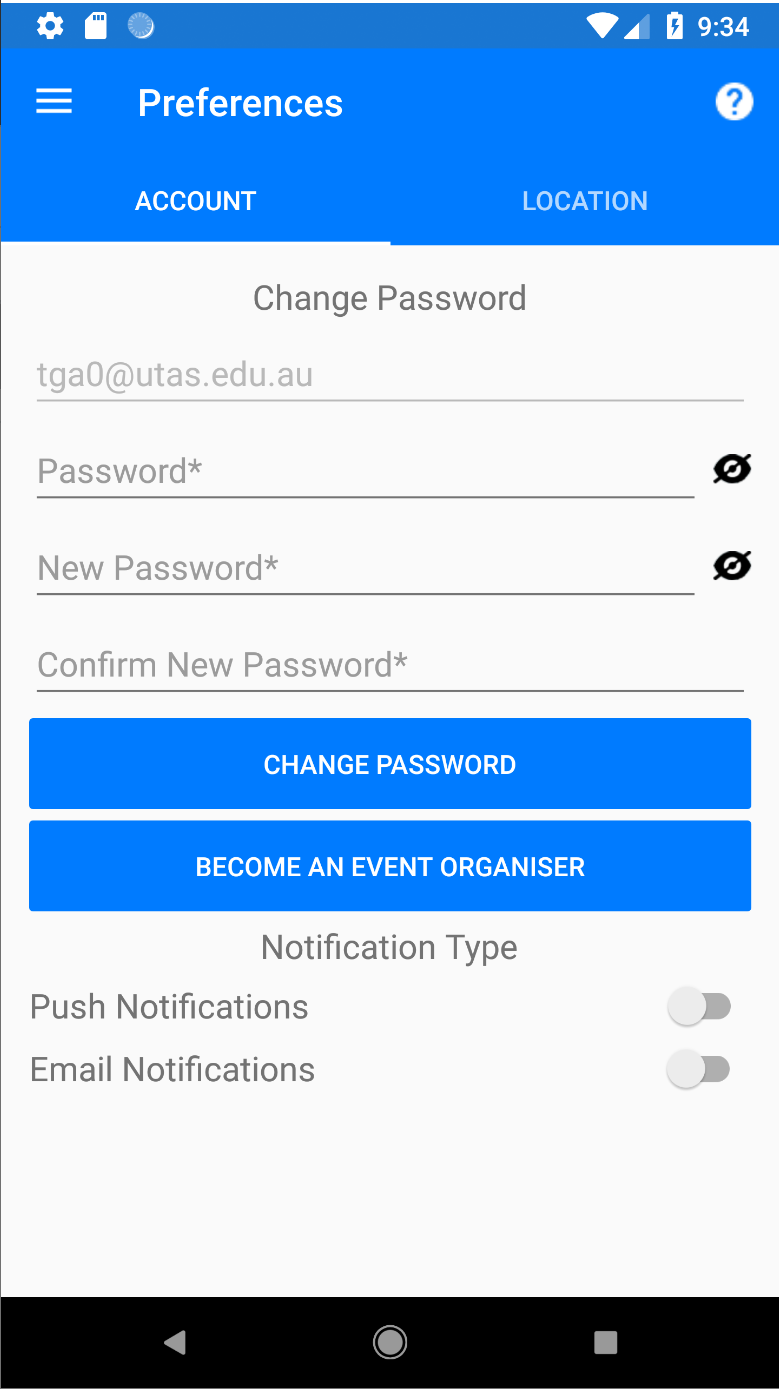 9:34
Preferences
?
ACCOUNT LOCATION
Change Password
tga0@utas.edu.au
Password*
New Password*
Confirm New Password*
CHANGE PASSWORD
BECOME AN EVENT ORGANISER
Notification Type
Push Notifications
Email Notifications